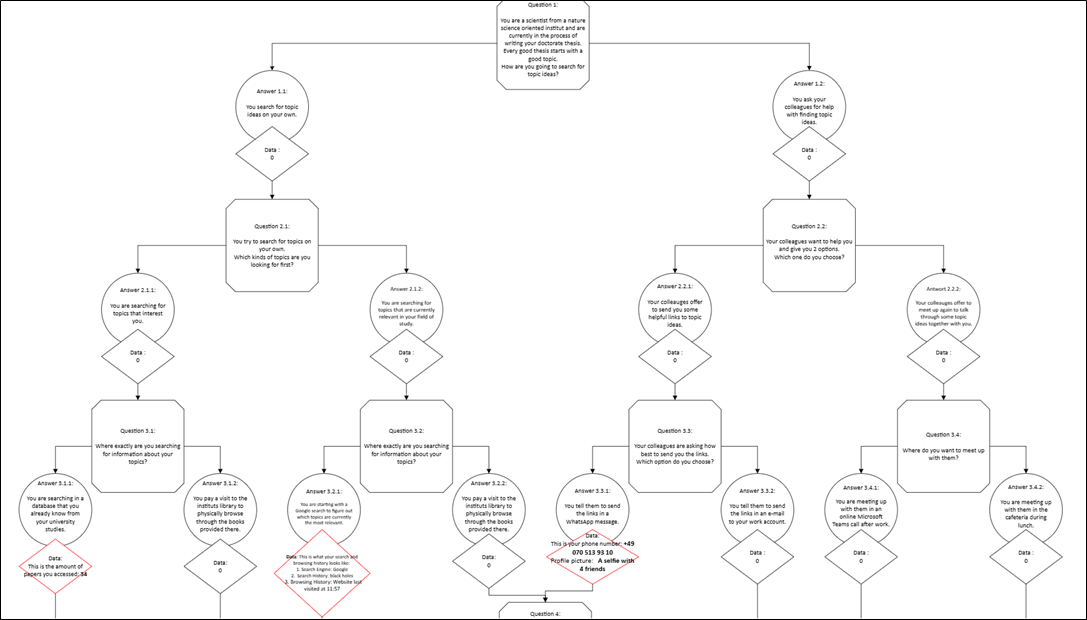 Question 1:
You are a scientist from a nature
science oriented institut and are
currently in the process of
writing your doctorate thesis.
Every good thesis starts with a
good topic.
How are you going to search for
topic ideas?
Answer 1.1:
You search for topic
ideas on your own.
Data :
0
Answer 1.2:
You ask your
colleagues for help
with finding topic
ideas.
Data :
0
Question 2.1:
You try to search for topics on
your own.
Which kinds of topics are you
looking for first?
Question 2.2:
Your colleagues want to help you
and give you 2 options.
Which one do you choose?
Answer 2.1.1:
You are searching for
topics that interest
you.
Data :
0
Answer 2.1.2:
You are searching for
topics that are currently
relevant in your field of
study.
Data :
0
Answer 2.2.1:
Your colleauges offer
to send you some
helpful links to topic
ideas.
Data :
0
Antwort 2.2.2:
Your colleauges offer to
meet up again to talk
through some topic
ideas together with you.
Data :
0
Question 3.1:
Where exactly are you searching
for information about your
topics?
Question 3.2:
Where exactly are you searching
for information about your
topics?
Question 3.3:
Your colleagues are asking how
best to send you the links.
Which option do you choose?
Question 3.4:
Where do you want to meet up
with them?
Answer 3.1.1:
You are searching in a
database that you
already know from
your university
studies.
Data:
This is the amount of
papers you accessed: 34
Answer 3.1.2:
You pay a visit to the
instituts library to
physically browse
through the books
provided there.
Data:
0
Answer 3.2.1:
You are starting with a
Google search to figure out
which topics are currently
the most relevant.
Data: This is what your search and
browsing history looks like:
1. Search Engine: Google
2. Search History: black holes
3. Browsing History: Website last
visited at 11:57
Answer 3.2.2:
You pay a visit to the
instituts library to
physically browse
through the books
provided there.
Data:
0
Answer 3.3.1:
You tell them to send
the links in a
WhatsApp message.
Data:
This is your phone number: +49
070 513 93 10
Profile picture: A selfie with
4 friends
Answer 3.3.2:
You tell them to send
the links in an e-mail
to your work account.
Data :
0
Answer 3.4.1:
You are meeting up
with them in an
online Microsoft
Teams call after work.
Data :
0
Answer 3.4.2:
You are meeting up
with them in the
cafeteria during
lunch.
Data :
0
Question 4: